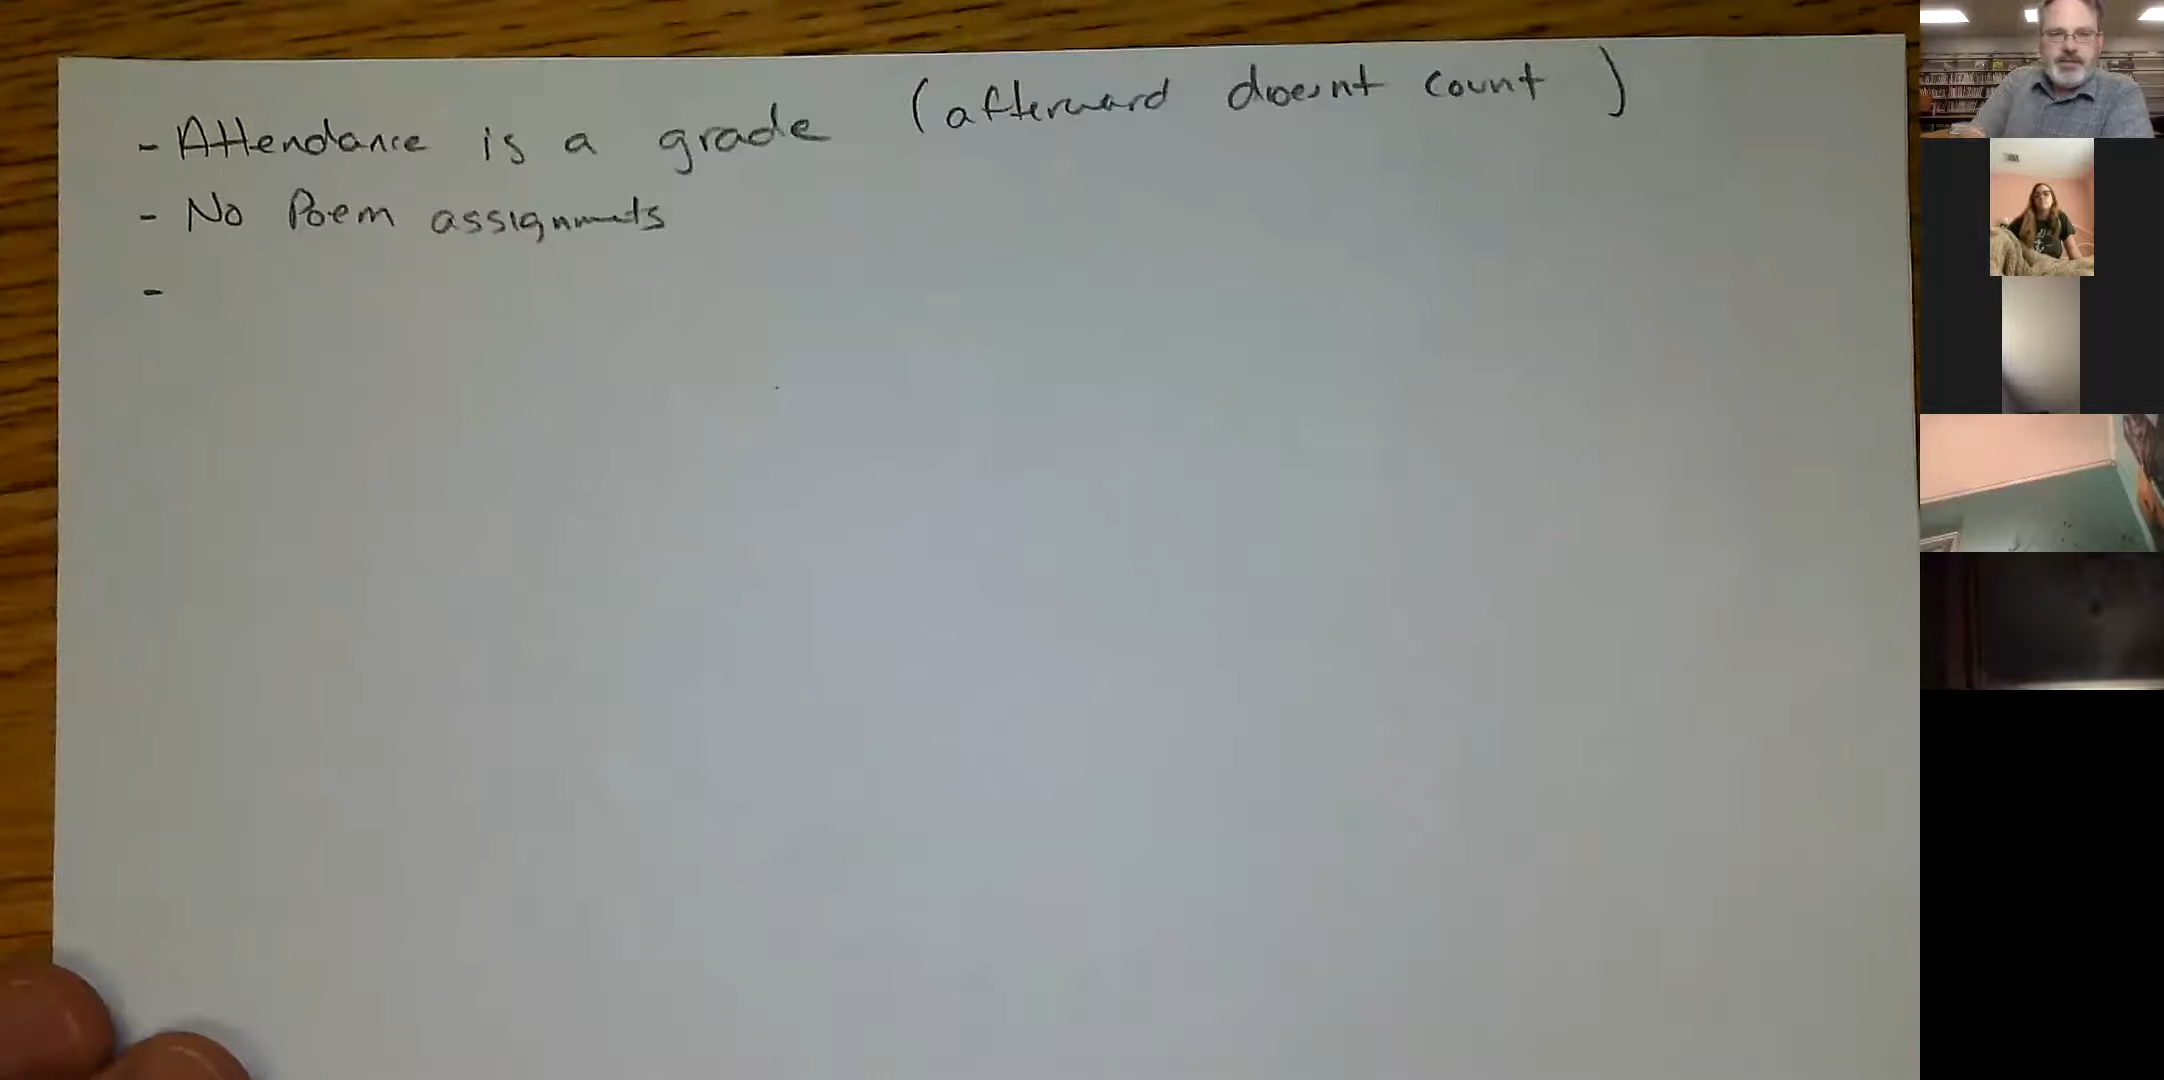 - Attendance is a grade (afterward doesnt count)
- No Poem assignments
-